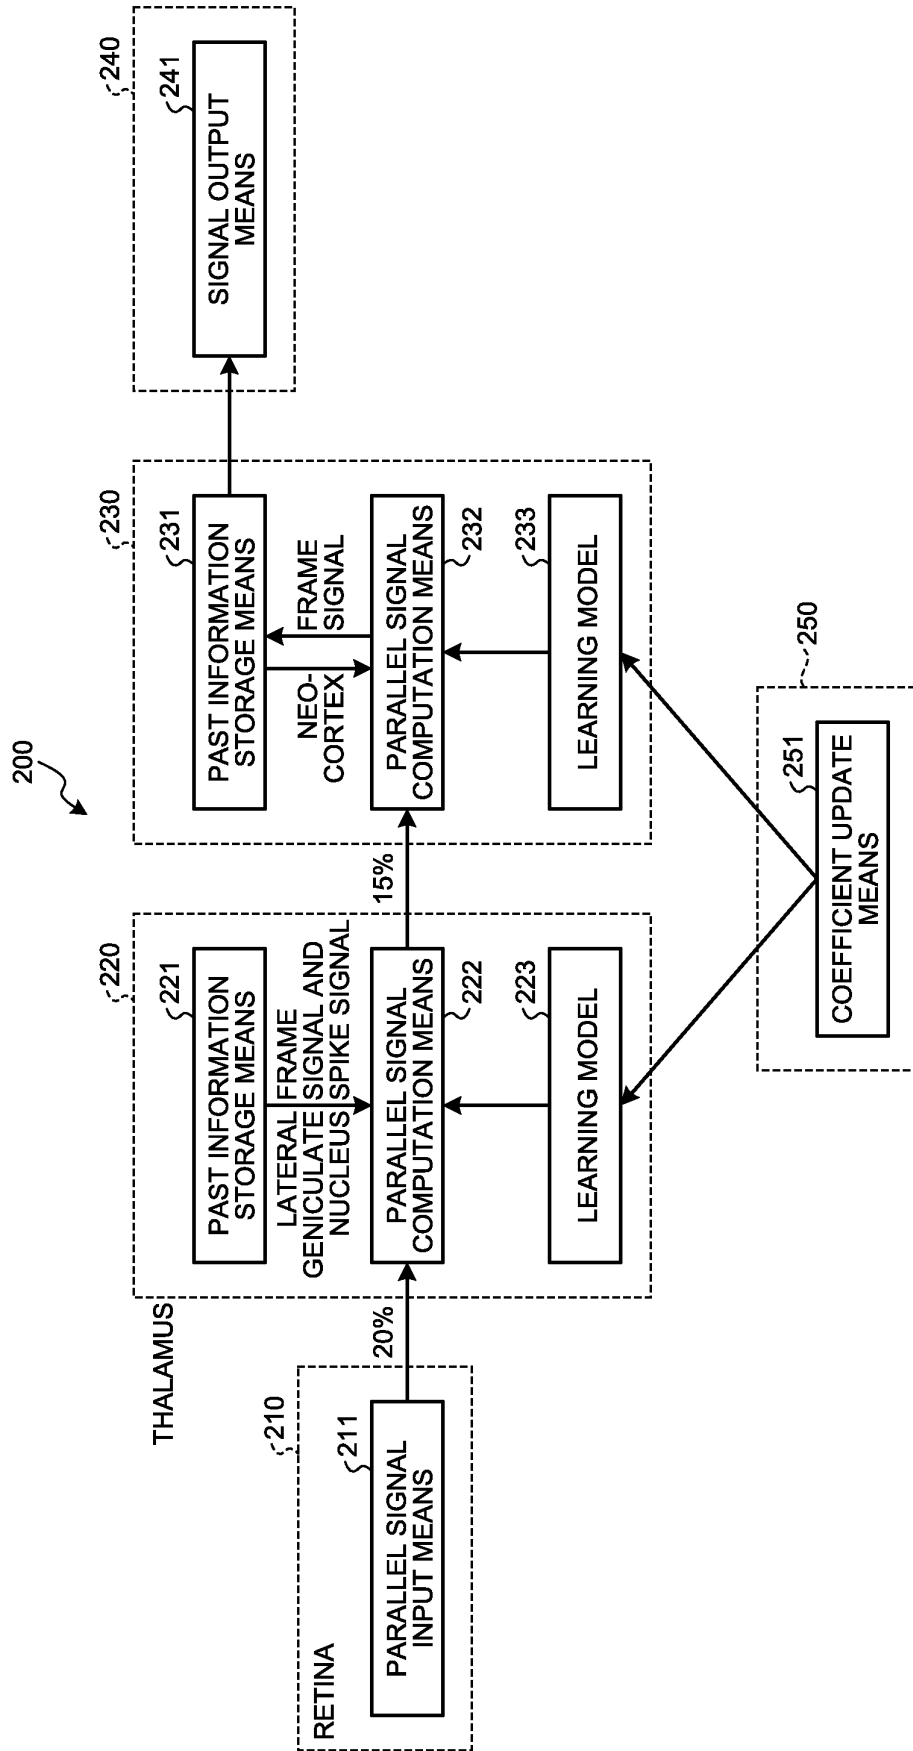 200
THALAMUS
RETINA
210
211
PARALLEL SIGNAL
INPUT MEANS
20%
220
221
PAST INFORMATION
STORAGE MEANS
LATERAL
GENICULATE
NUCLEUS
FRAME
SIGNAL AND
SPIKE SIGNAL
222
PARALLEL SIGNAL
COMPUTATION MEANS
223
LEARNING MODEL
15%
230
231
PAST INFORMATION
STORAGE MEANS
NEO-
CORTEX
FRAME
SIGNAL
232
PARALLEL SIGNAL
COMPUTATION MEANS
233
LEARNING MODEL
240
241
SIGNAL OUTPUT
MEANS
250
251
COEFFICIENT UPDATE
MEANS